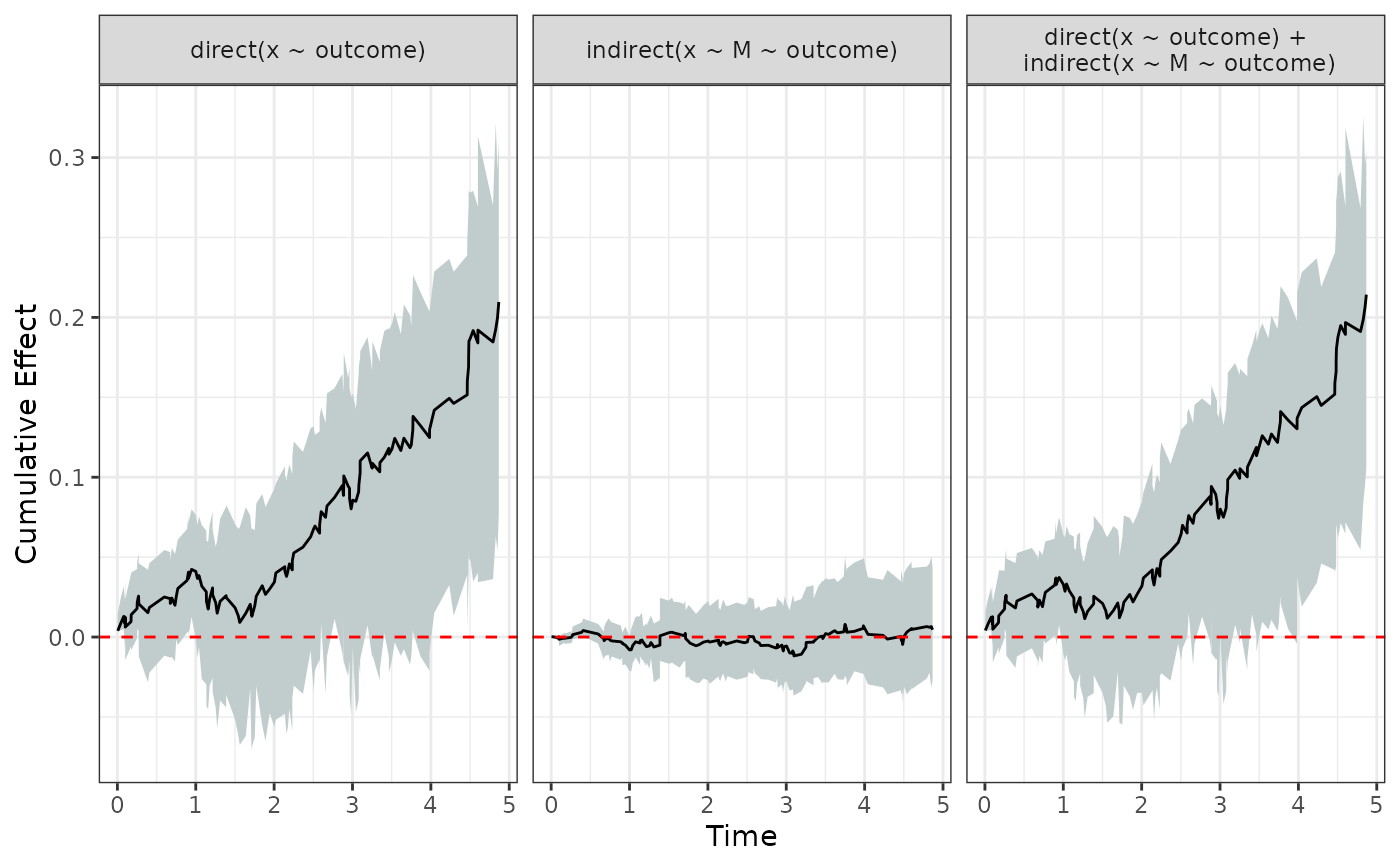 direct(x ~ outcome)
indirect(x ~ M ~ outcome)
direct(x ~ outcome) +
indirect(x ~ M ~ outcome)
Cumulative Effect
0.3
0.2
0.1
0.0
0 1 2 3 4 5
0 1 2 3 4 5
0 1 2 3 4 5
Time